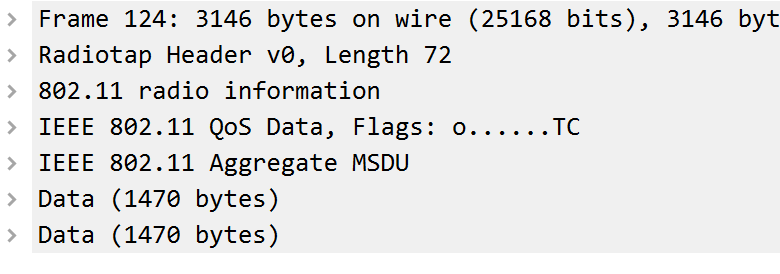 Frame 124: 3146 bytes on wire (25168 bits), 3146 byt
Radiotap Header v0, Length 72
802.11 radio information
IEEE 802.11 QoS Data, Flags: o......TC
IEEE 802.11 Aggregate MSDU
Data (1470 bytes)
Data (1470 bytes)